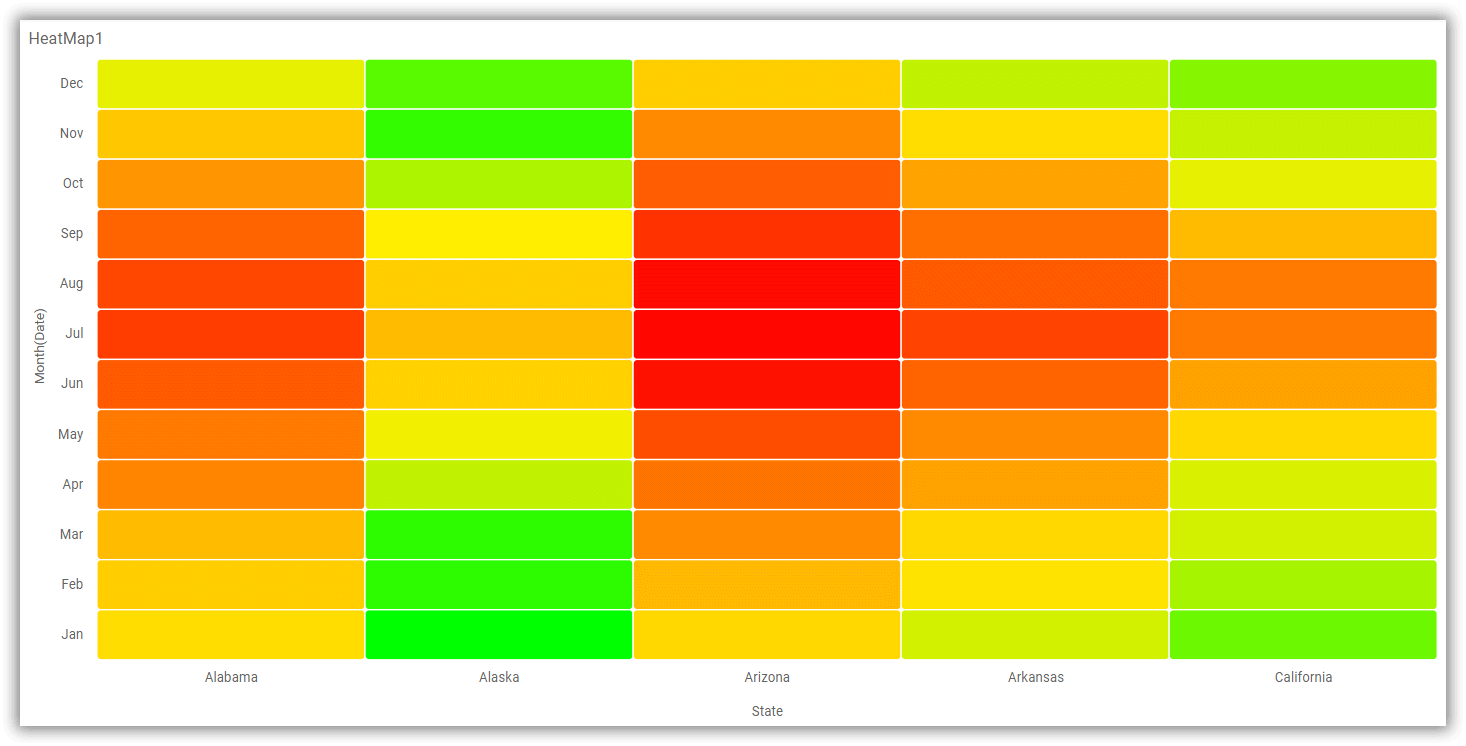 HeatMap1
Month(Date)
Dec
Nov
Oct
Sep
Aug
Jul
Jun
May
Apr
Mar
Feb
Jan
Alabama Alaska Arizona Arkansas California
State